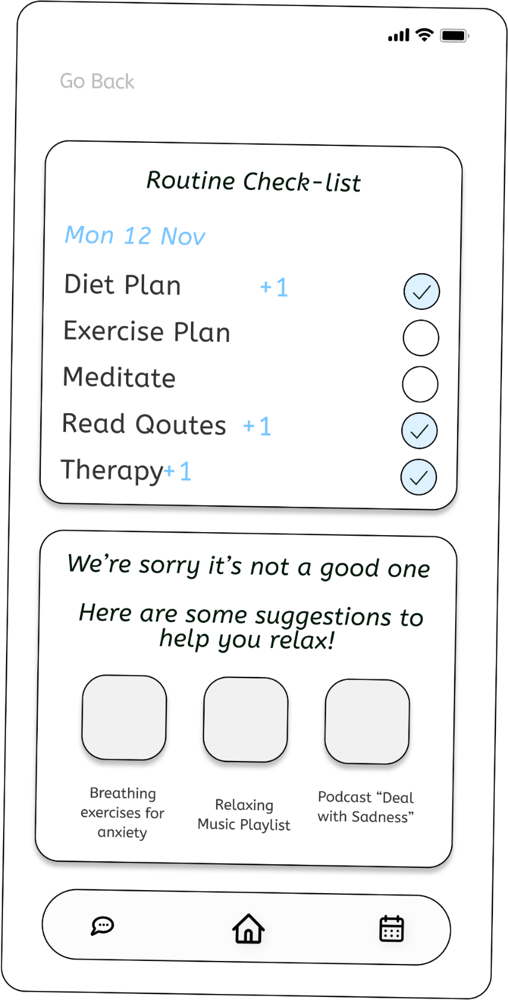 Go Back
Routine Check-list
Mon 12 Nov
Diet Plan +1
Exercise Plan
Meditate
Read Qoutes +1
Therapy+1
We’re sorry it’s not a good one
Here are some suggestions to
help you relax!
Breathing
exercises for
anxiety
Relaxing
Music Playlist
Podcast “Deal
with Sadness”